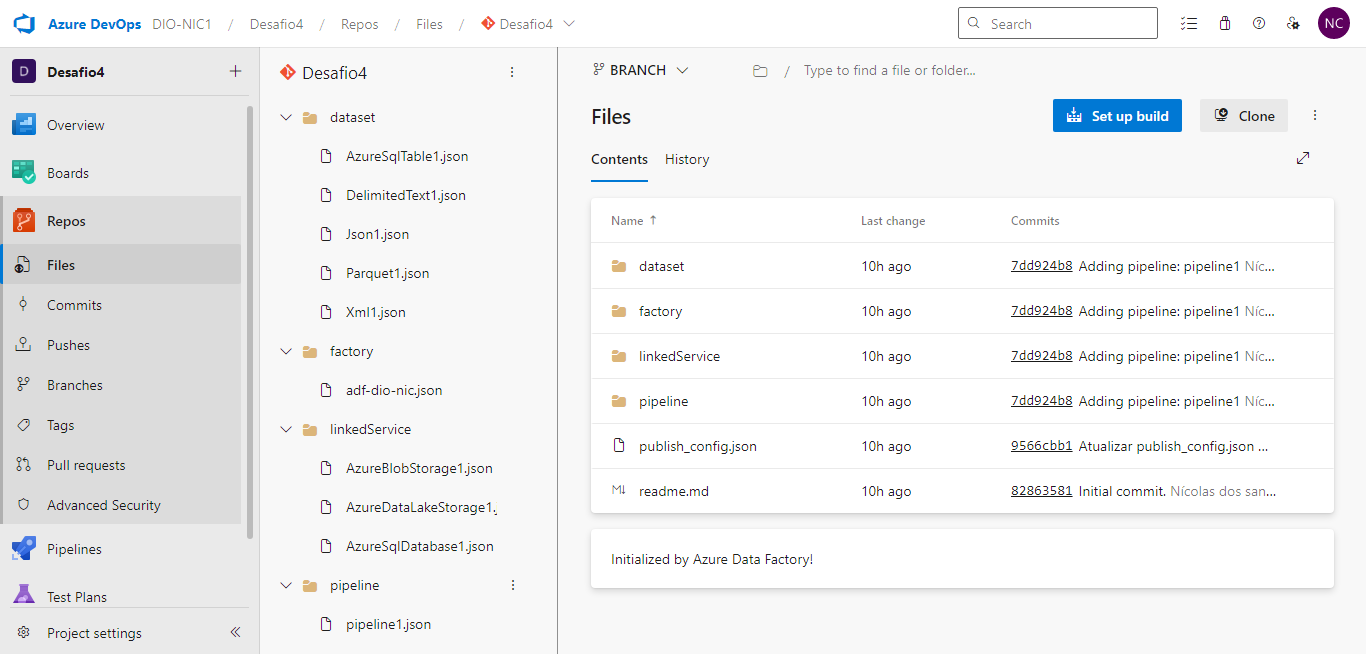 Azure DevOps DIO-NIC1 / Desafio4 / Repos / Files / Desafio4
Search
NC
D Desafio4
Overview
Boards
Repos
Files
Commits
Pushes
Branches
Tags
Pull requests
Advanced Security
Pipelines
Test Plans
Project settings
Desafio4
dataset
AzureSqlTable1.json
DelimitedText1.json
Json1.json
Parquet1.json
Xml1.json
factory
adf-dio-nic.json
linkedService
AzureBlobStorage1.json
AzureDataLakeStorage1.
AzureSqlDatabase1.json
pipeline
pipeline1.json
BRANCH
/ Type to find a file or folder...
Files
Set up build
Clone
Contents History
Name ↑ Last change Commits
dataset 10h ago 7dd924b8 Adding pipeline: pipeline1 Níc...
factory 10h ago 7dd924b8 Adding pipeline: pipeline1 Níc...
linkedService 10h ago 7dd924b8 Adding pipeline: pipeline1 Níc...
pipeline 10h ago 7dd924b8 Adding pipeline: pipeline1 Níc...
publish_config.json 10h ago 9566cbb1 Atualizar publish_config.json ...
M↓ readme.md 10h ago 82863581 Initial commit. Nícolas dos san...
Initialized by Azure Data Factory!